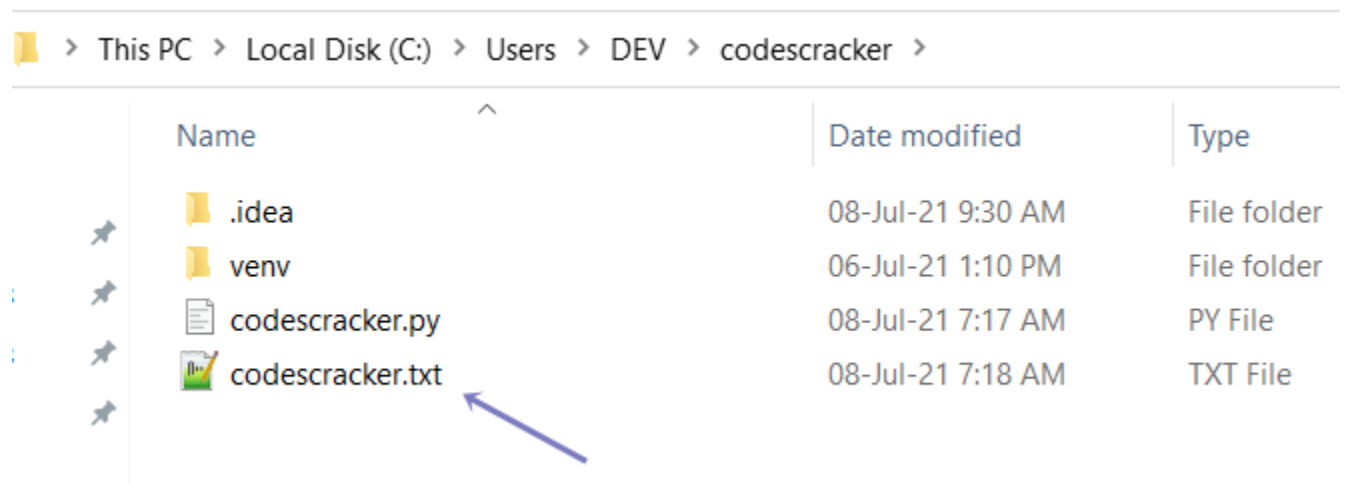 This PC > Local Disk (C:) > Users > DEV > codescracker >
Name Date modified Type
.idea 08-Jul-21 9:30 AM File folder
venv 06-Jul-21 1:10 PM File folder
codescracker.py 08-Jul-21 7:17 AM PY File
codescracker.txt 08-Jul-21 7:18 AM TXT File